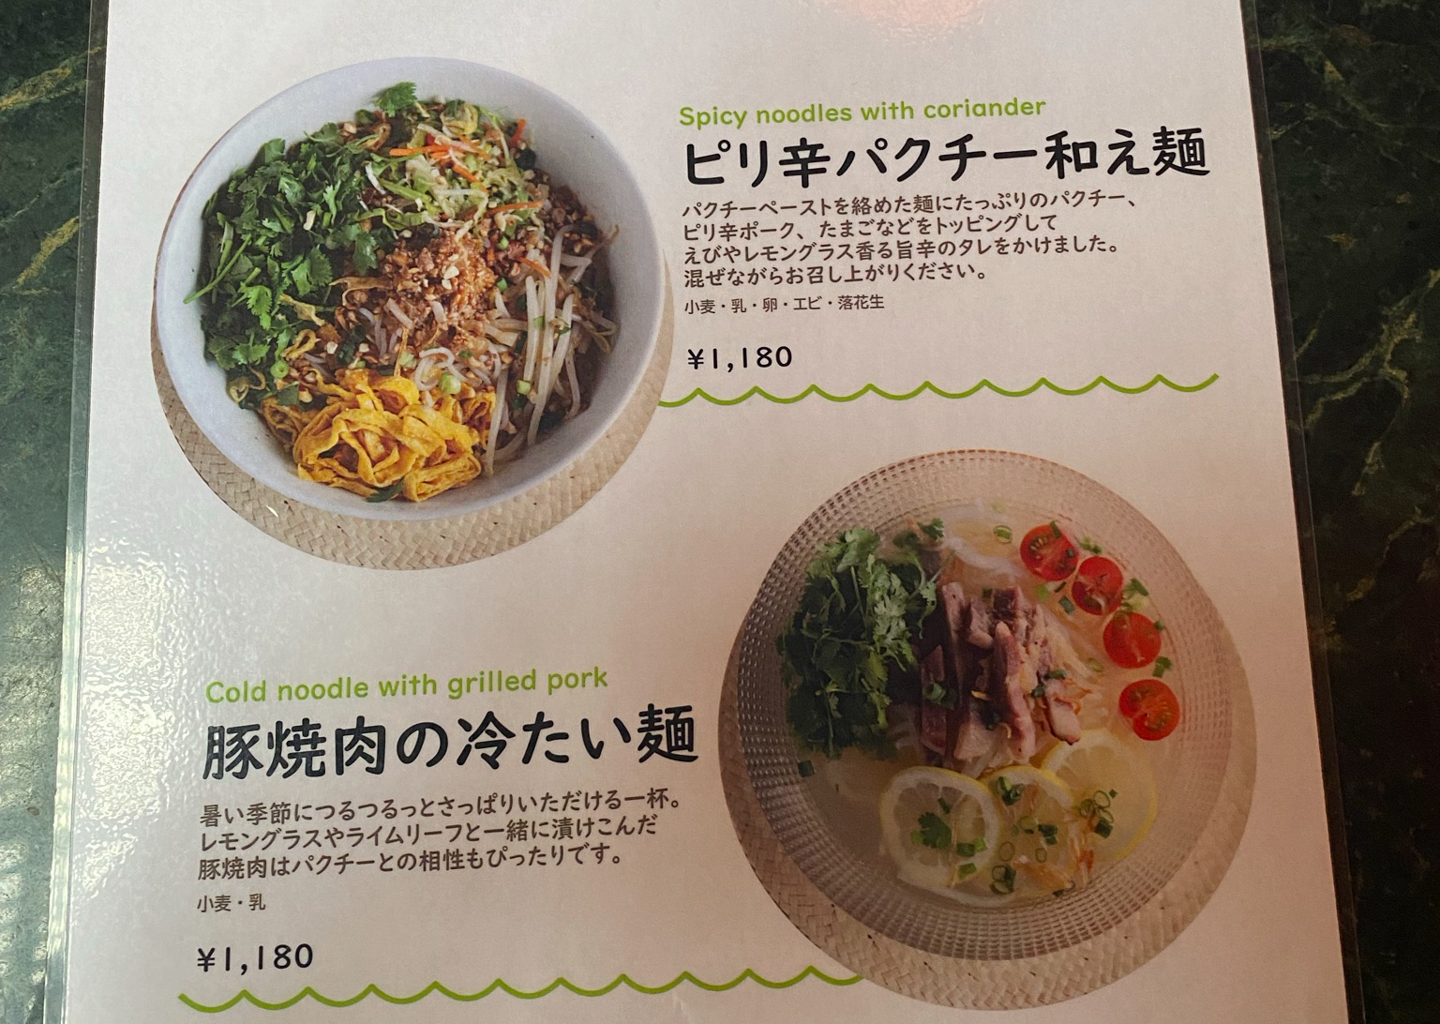 Spicy noodles with coriander
ピリ辛パクチー和え麺
パクチーペーストを絡めた麺にたっぷりのパクチー、
ピリ辛ポーク、たまごなどをトッピングして
えびやレモングラス香る旨辛のタレをかけました。
混ぜながらお召し上がりください。
小麦・乳・卵・エビ・落花生
¥1,180
Cold noodle with grilled pork
豚焼肉の冷たい麺
暑い季節につるつるっとさっぱりいただける一杯。
レモングラスやライムリーフと一緒に漬けこんだ
豚焼肉はパクチーとの相性もぴったりです。
小麦・乳
¥1,180